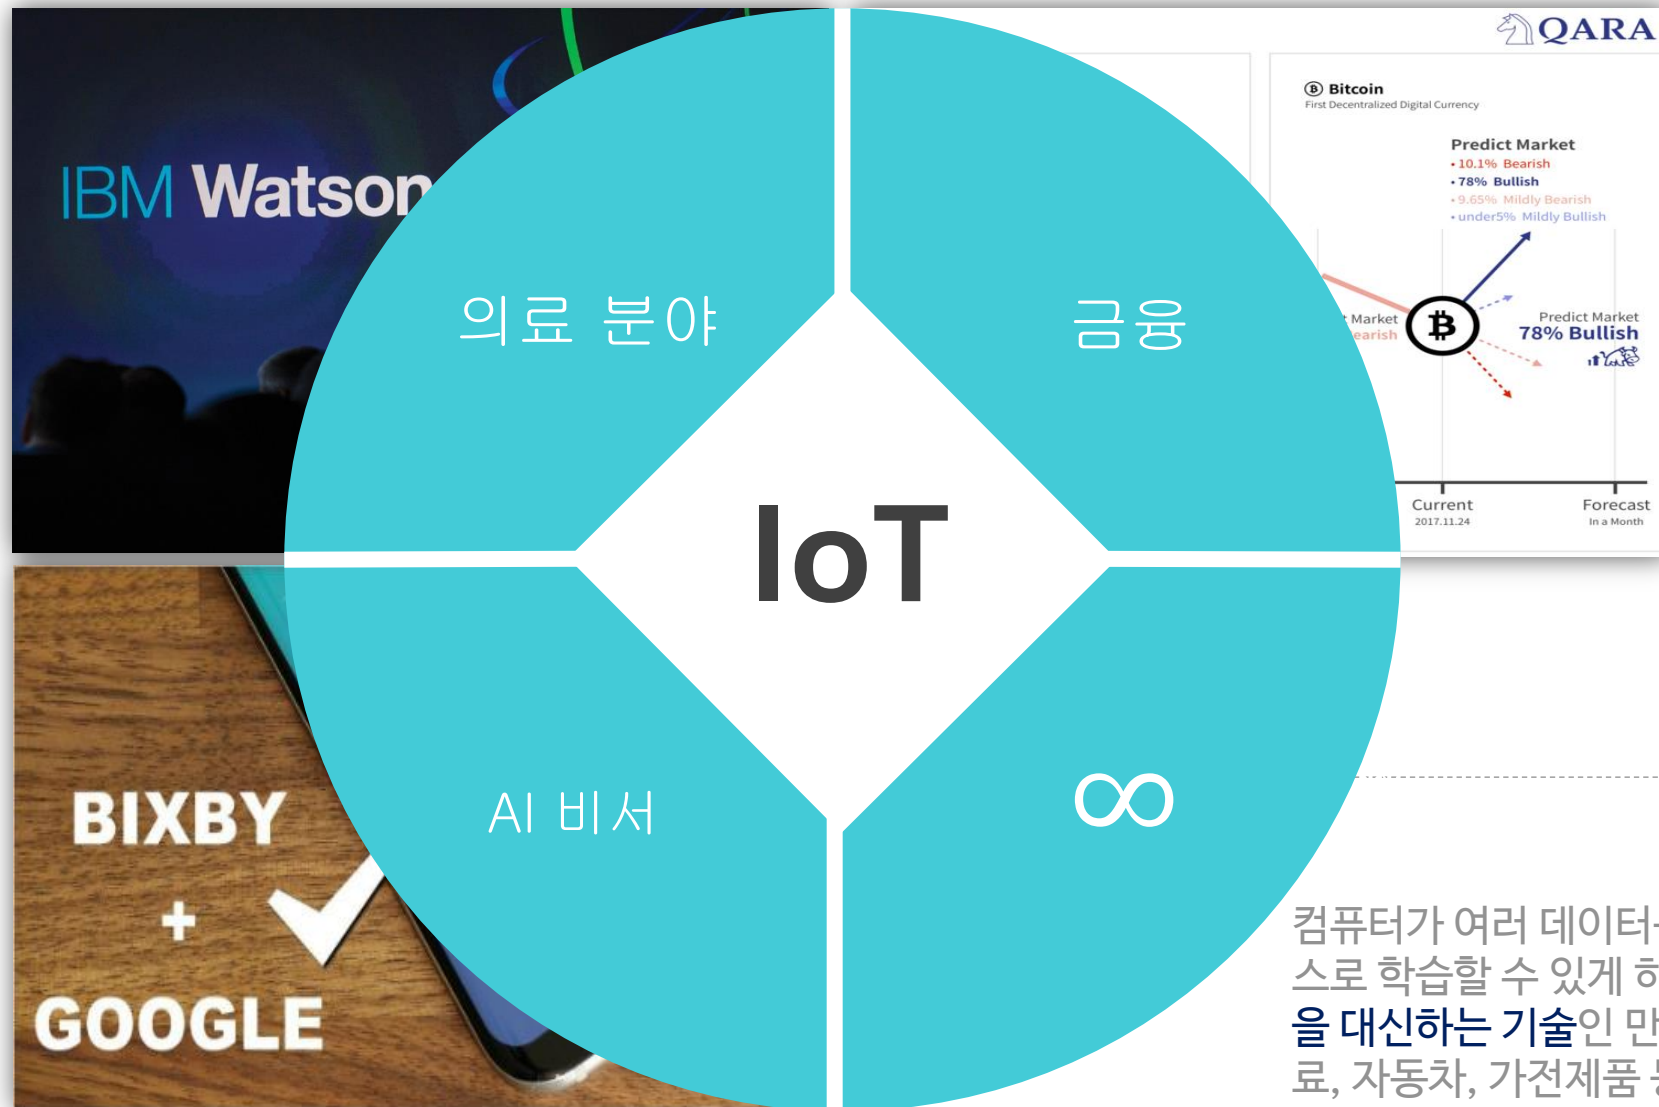 IBM Watson
QARA
Bitcoin
First Decentralized Digital Currency
Predict Market
• 10.1% Bearish
• 78% Bullish
• 9.65% Mildly Bearish
• under5% Mildly Bullish
Market
Predict Market
78% Bullish
Current
2017.11.24
Forecast
In a Month
의료 분야
금융
IoT
AI 비서
∞
BIXBY
+
GOOGLE
컴퓨터가 여러 데이터
스로 학습할 수 있게
을 대신하는 기술인 만
료, 자동차, 가전제품